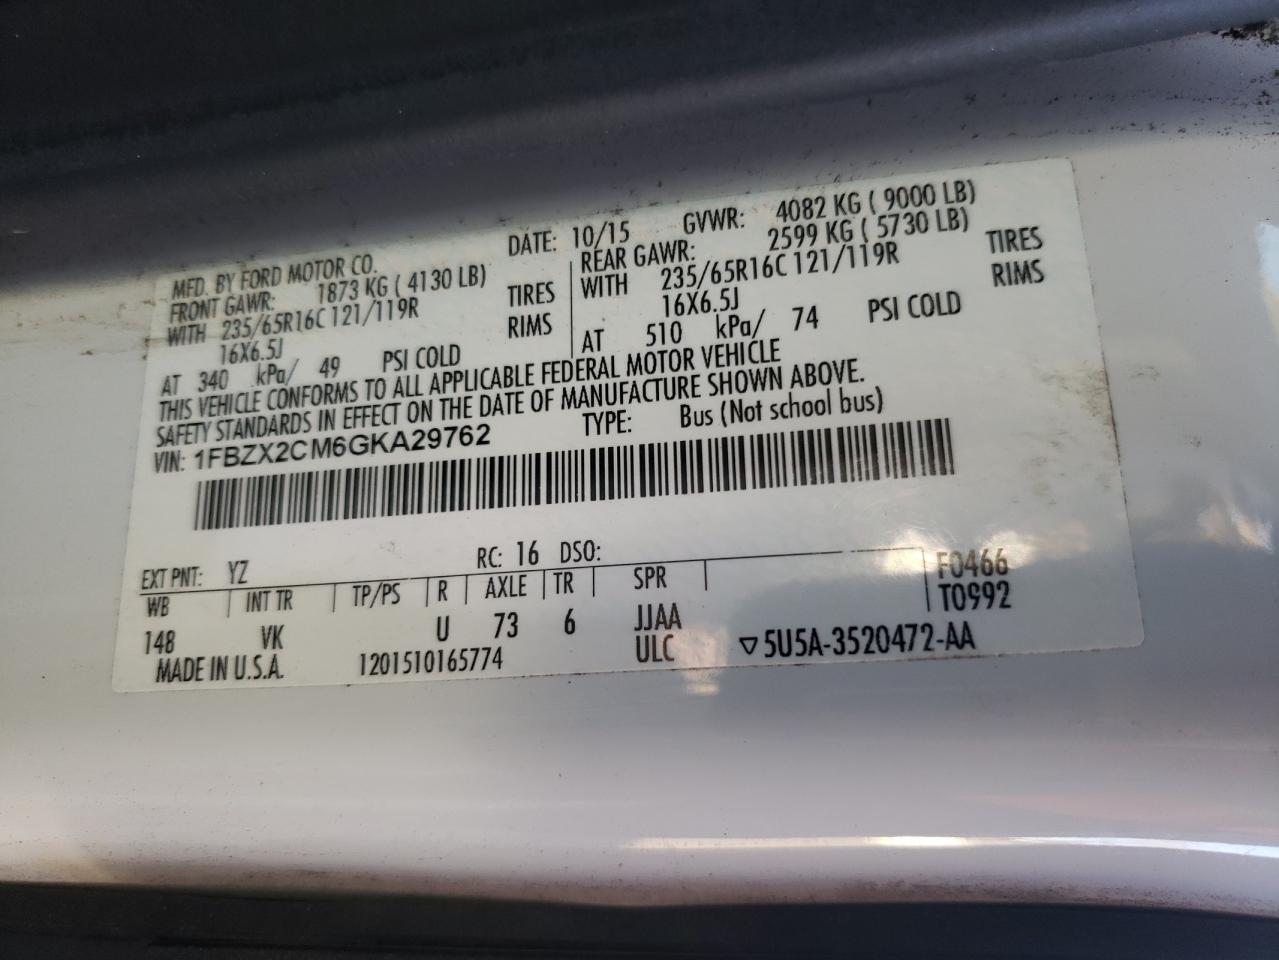 MFD. BY FORD MOTOR CO. DATE: 10/15 GVWR: 4082 KG ( 9000 LB)
FRONT GAWR: 1873 KG ( 4130 LB) REAR GAWR: 2599 KG ( 5730 LB)
WITH 235/65R16C 121/119R TIRES WITH 235/65R16C 121/119R TIRES
16X6.5J RIMS 16X6.5J RIMS
AT 340 kPa/ 49 PSI COLD AT 510 kPa/ 74 PSI COLD
THIS VEHICLE CONFORMS TO ALL APPLICABLE FEDERAL MOTOR VEHICLE
SAFETY STANDARDS IN EFFECT ON THE DATE OF MANUFACTURE SHOWN ABOVE.
VIN: 1FBZX2CM6GKA29762 TYPE: Bus (Not school bus)
EXT PNT: YZ RC: 16 DSO:
WB INT TR TP/PS R AXLE TR SPR F0466
T0992
148 VK U 73 6 JJAA
ULC ▽5U5A-3520472-AA
MADE IN U.S.A. 1201510165774